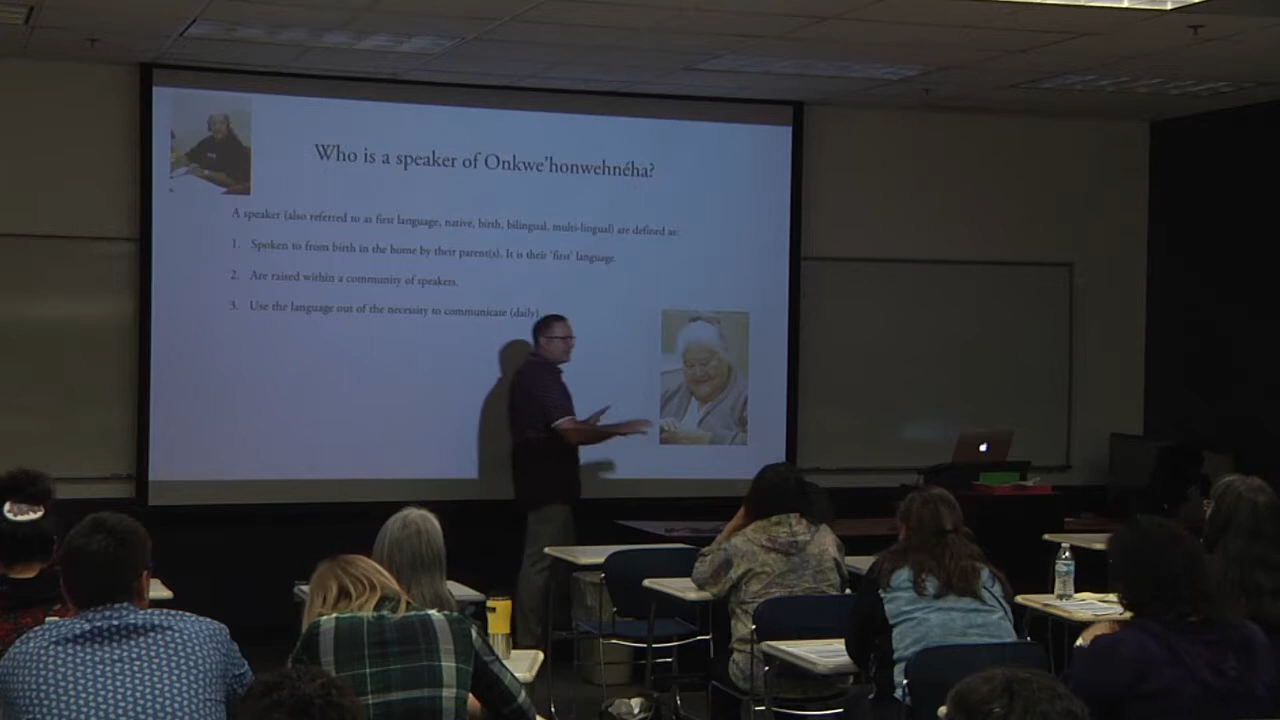 Who is a speaker of Onkwe'honwehnéha?
A speaker (also referred to as first language, native, birth, bilingual, multi-lingual) are defined as:
1. Spoken to from birth in the home by their parent(s). It is their 'first' language.
2. Are raised within a community of speakers.
3. Use the language out of the necessity to communicate (daily)